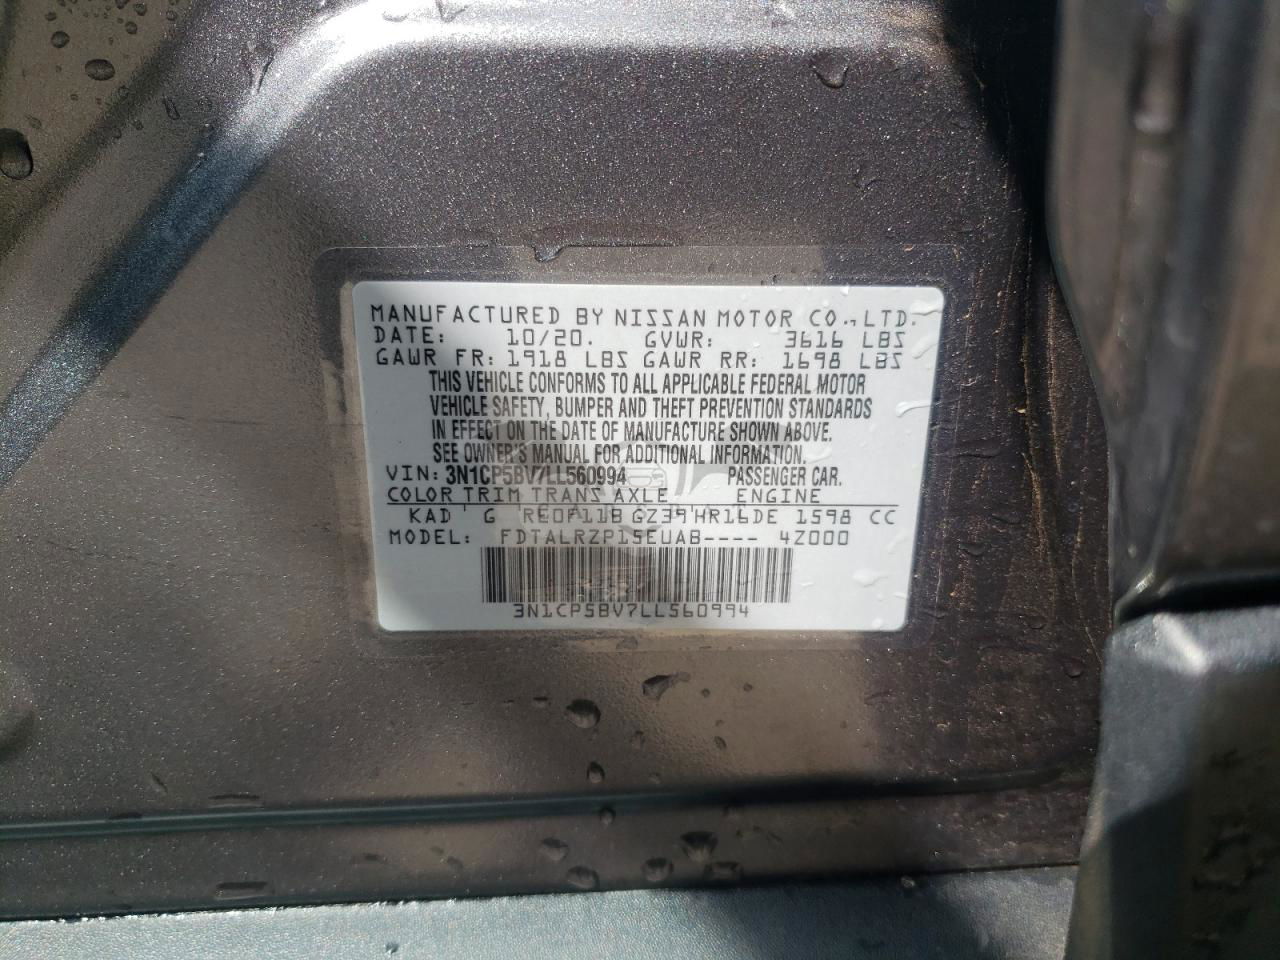 MANUFACTURED BY NISSAN MOTOR CO., LTD.
DATE: 10/20. GVWR: 3616 LBS
GAWR FR: 1918 LBS GAWR RR: 1698 LBS
THIS VEHICLE CONFORMS TO ALL APPLICABLE FEDERAL MOTOR
VEHICLE SAFETY, BUMPER AND THEFT PREVENTION STANDARDS
IN EFFECT ON THE DATE OF MANUFACTURE SHOWN ABOVE.
SEE OWNER'S MANUAL FOR ADDITIONAL INFORMATION.
VIN: 3N1CP5BV7LL560994 PASSENGER CAR.
COLOR TRIM TRANS AXLE ENGINE
KAD G RE0F11B GZ39 HR16DE 1598 CC
MODEL: FDTALRZP15EUAB---- 4Z000
3N1CP5BV7LL560994